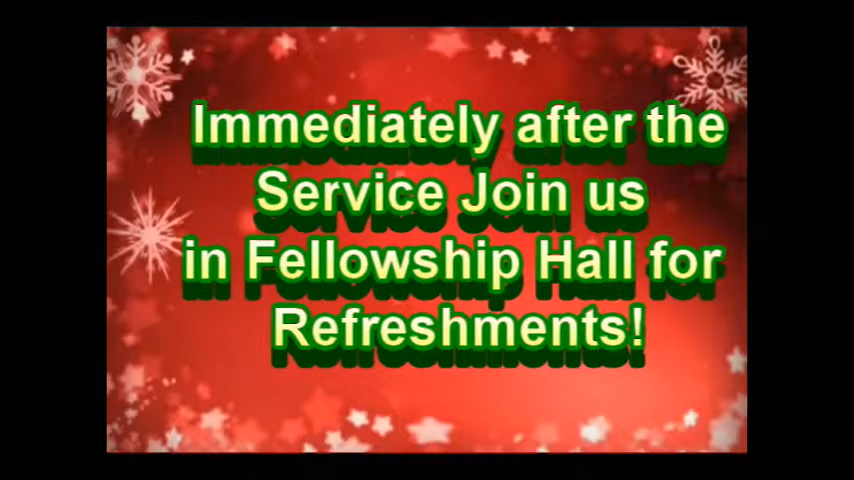 Immediately after the
Service Join us
in Fellowship Hall for
Refreshments!